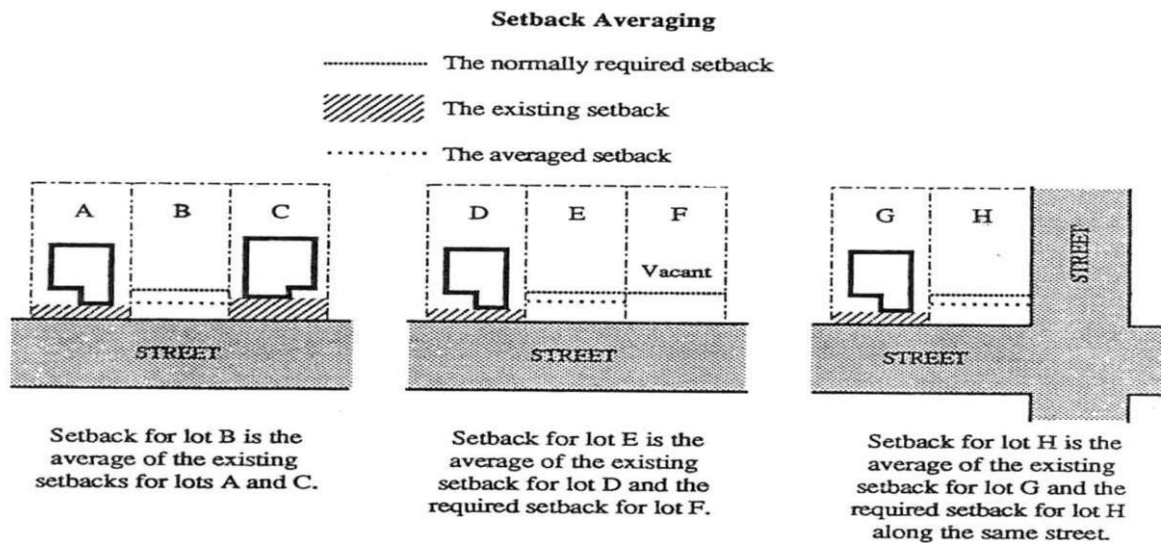 Setback Averaging
The normally required setback
The existing setback
The averaged setback
A
B
C
STREET
Setback for lot B is the
average of the existing
setbacks for lots A and C.
D
E
F
Vacant
STREET
Setback for lot E is the
average of the existing
setback for lot D and the
required setback for lot F.
G
H
STREET
STREET
Setback for lot H is the
average of the existing
setback for lot G and the
required setback for lot H
along the same street.